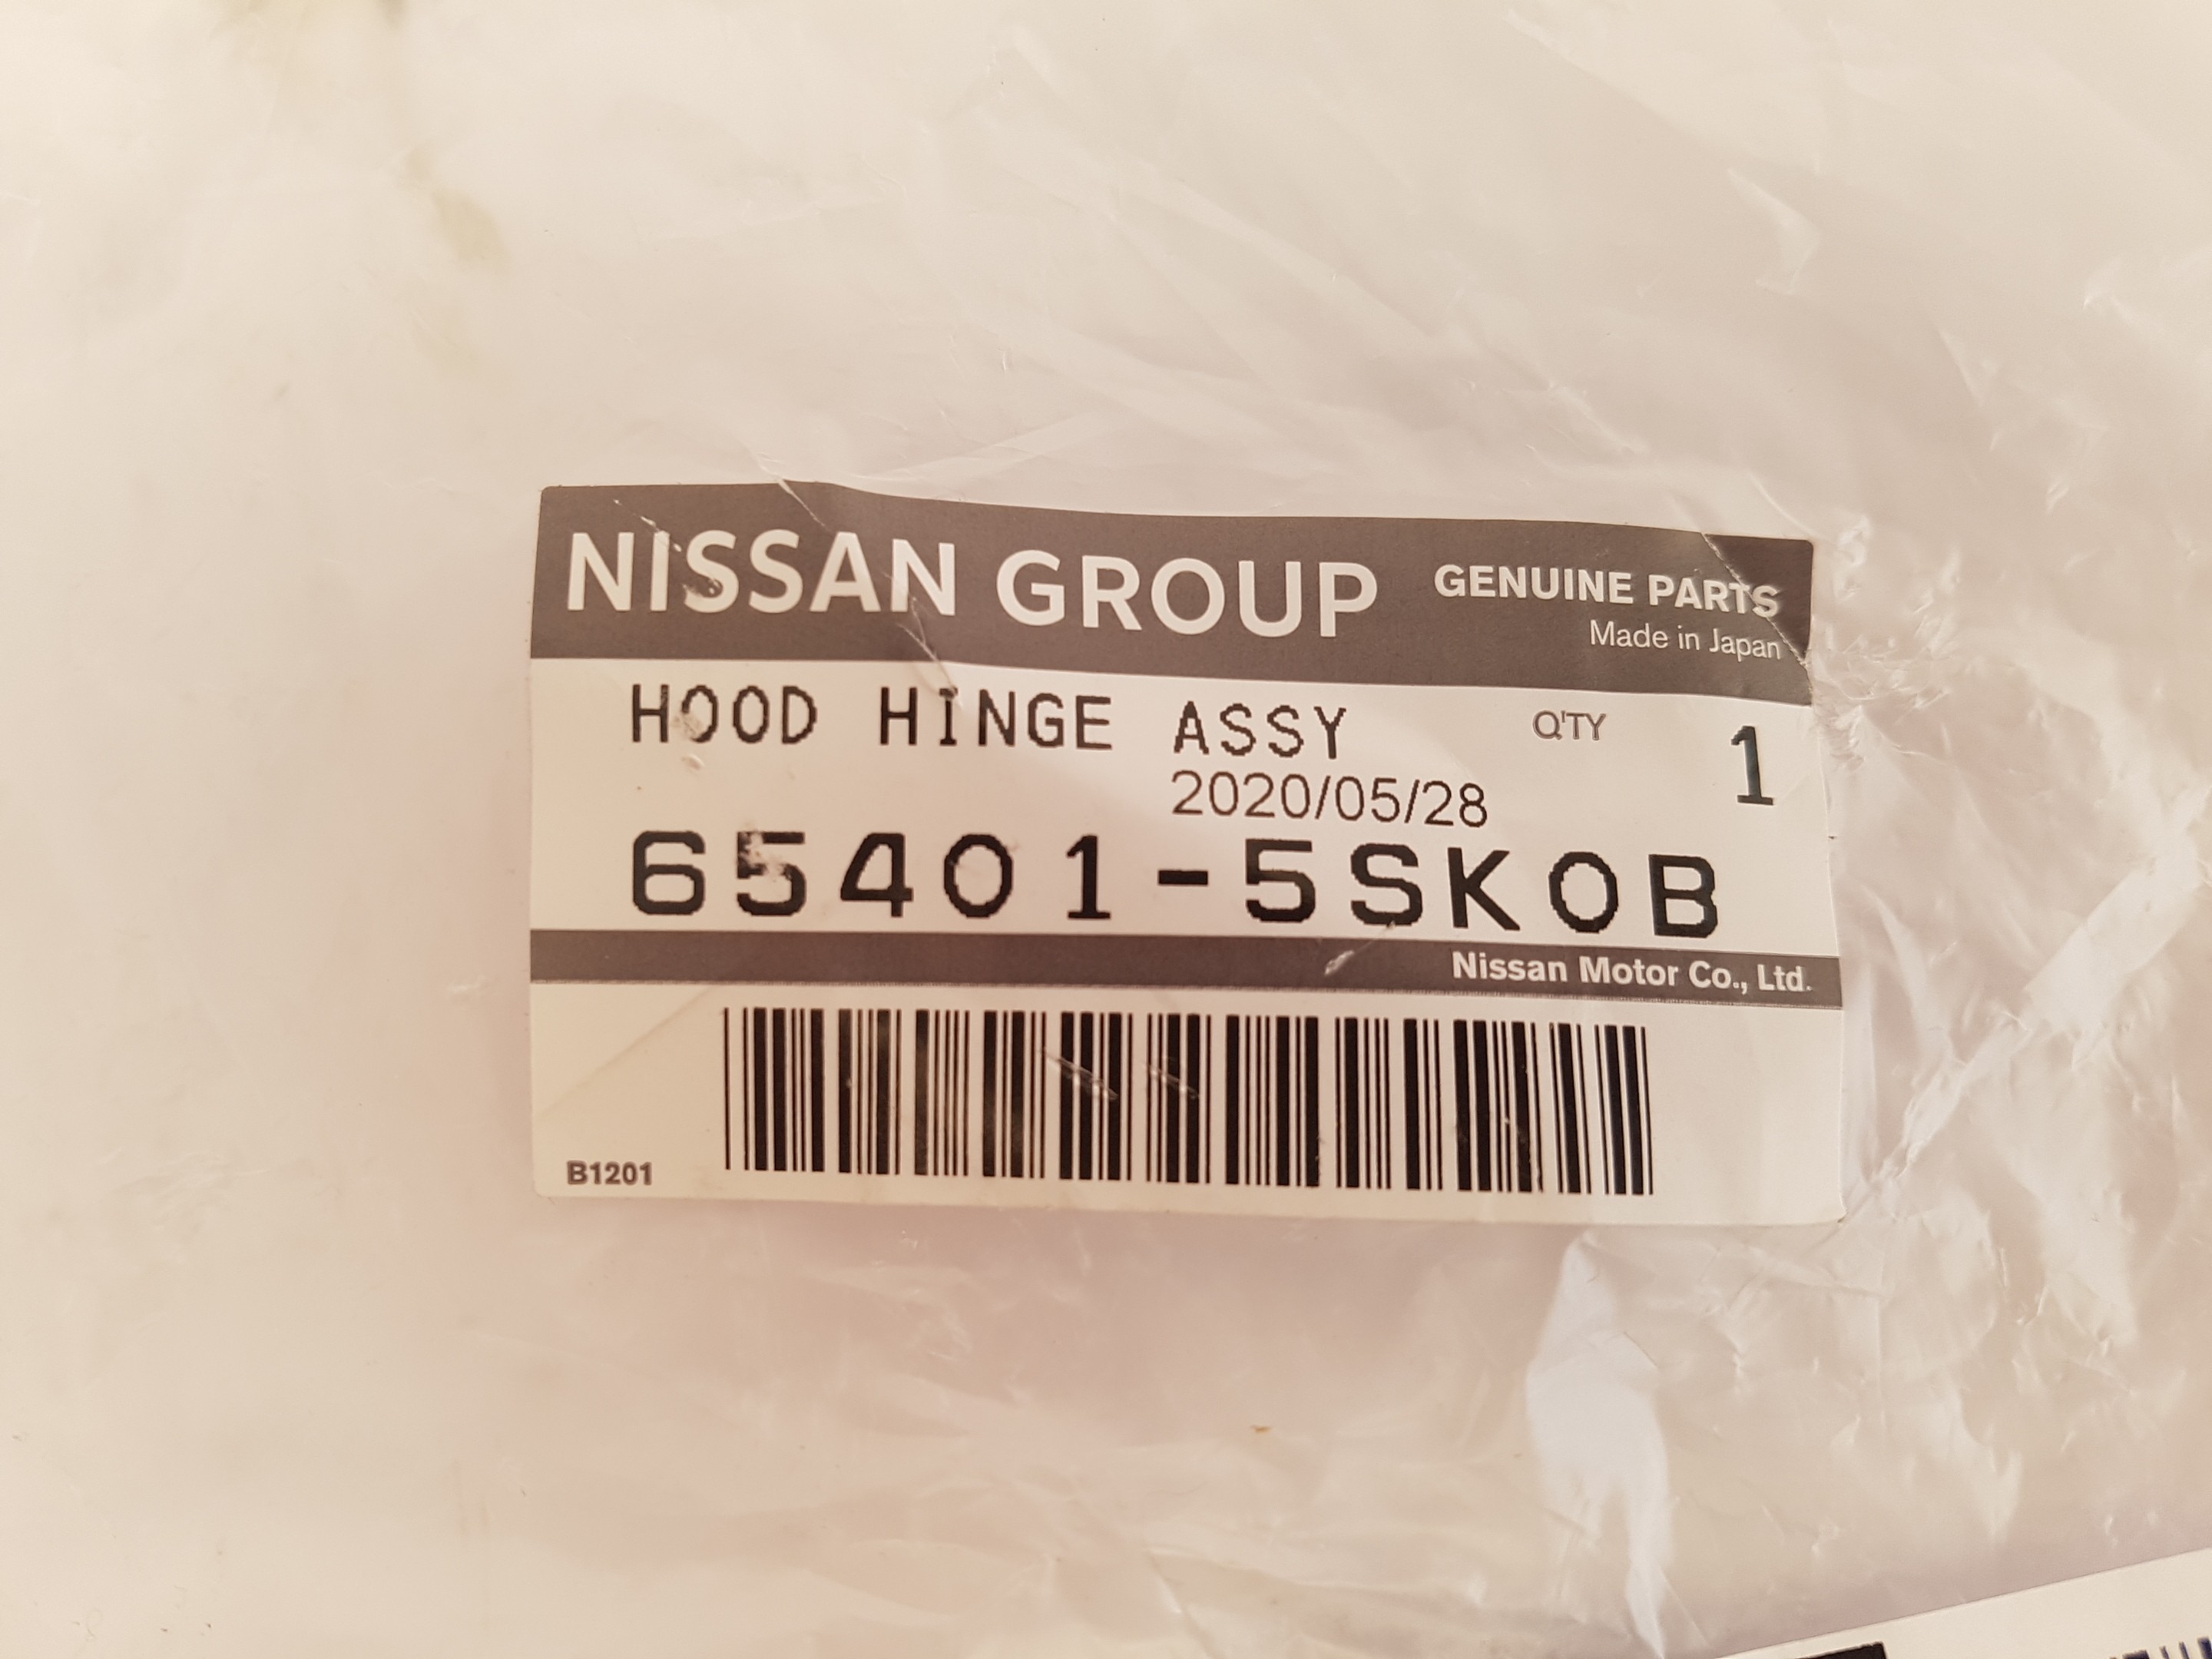 NISSAN GROUP GENUINE PARTS
Made in Japan
HOOD HINGE ASSY Q'TY 1
2020/05/28
65401-5SK0B
Nissan Motor Co., Ltd.
B1201